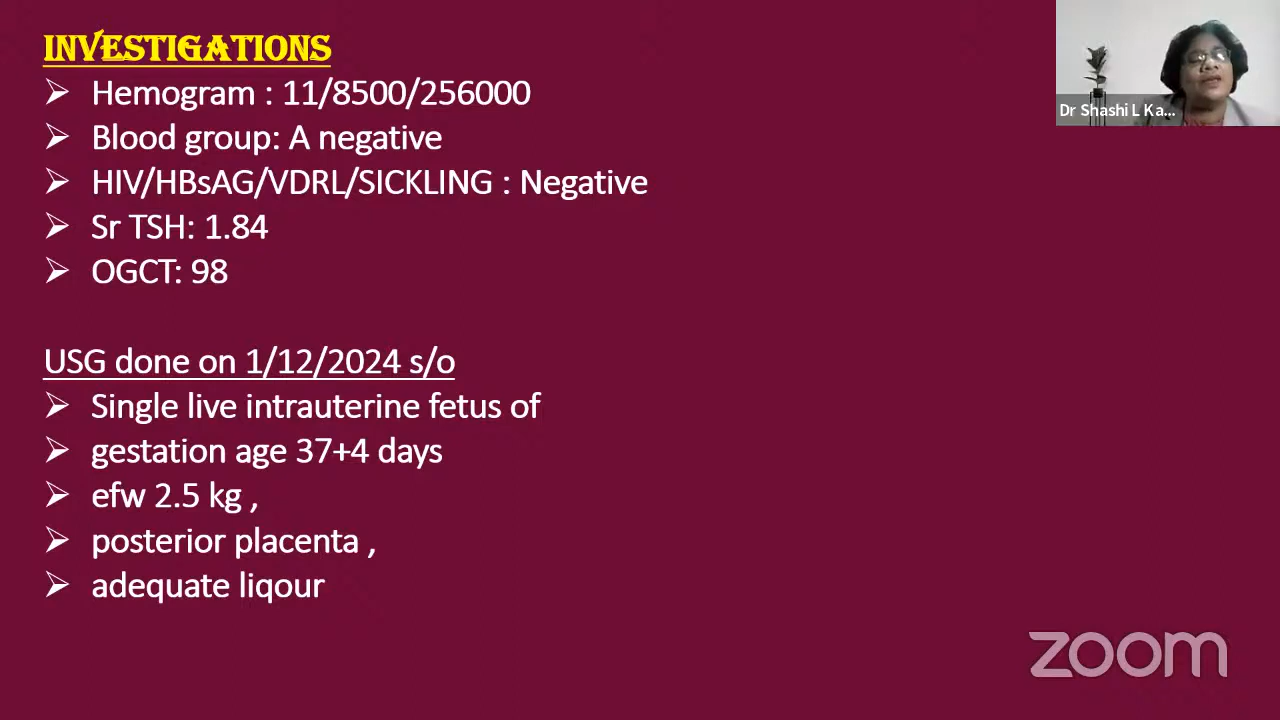 INVESTIGATIONS
Hemogram : 11/8500/256000
Blood group: A negative
HIV/HBsAG/VDRL/SICKLING : Negative
Sr TSH: 1.84
OGCT: 98
USG done on 1/12/2024 s/o
Single live intrauterine fetus of
gestation age 37+4 days
efw 2.5 kg ,
posterior placenta ,
adequate liqour
Dr Shashi L Ka...
zoom